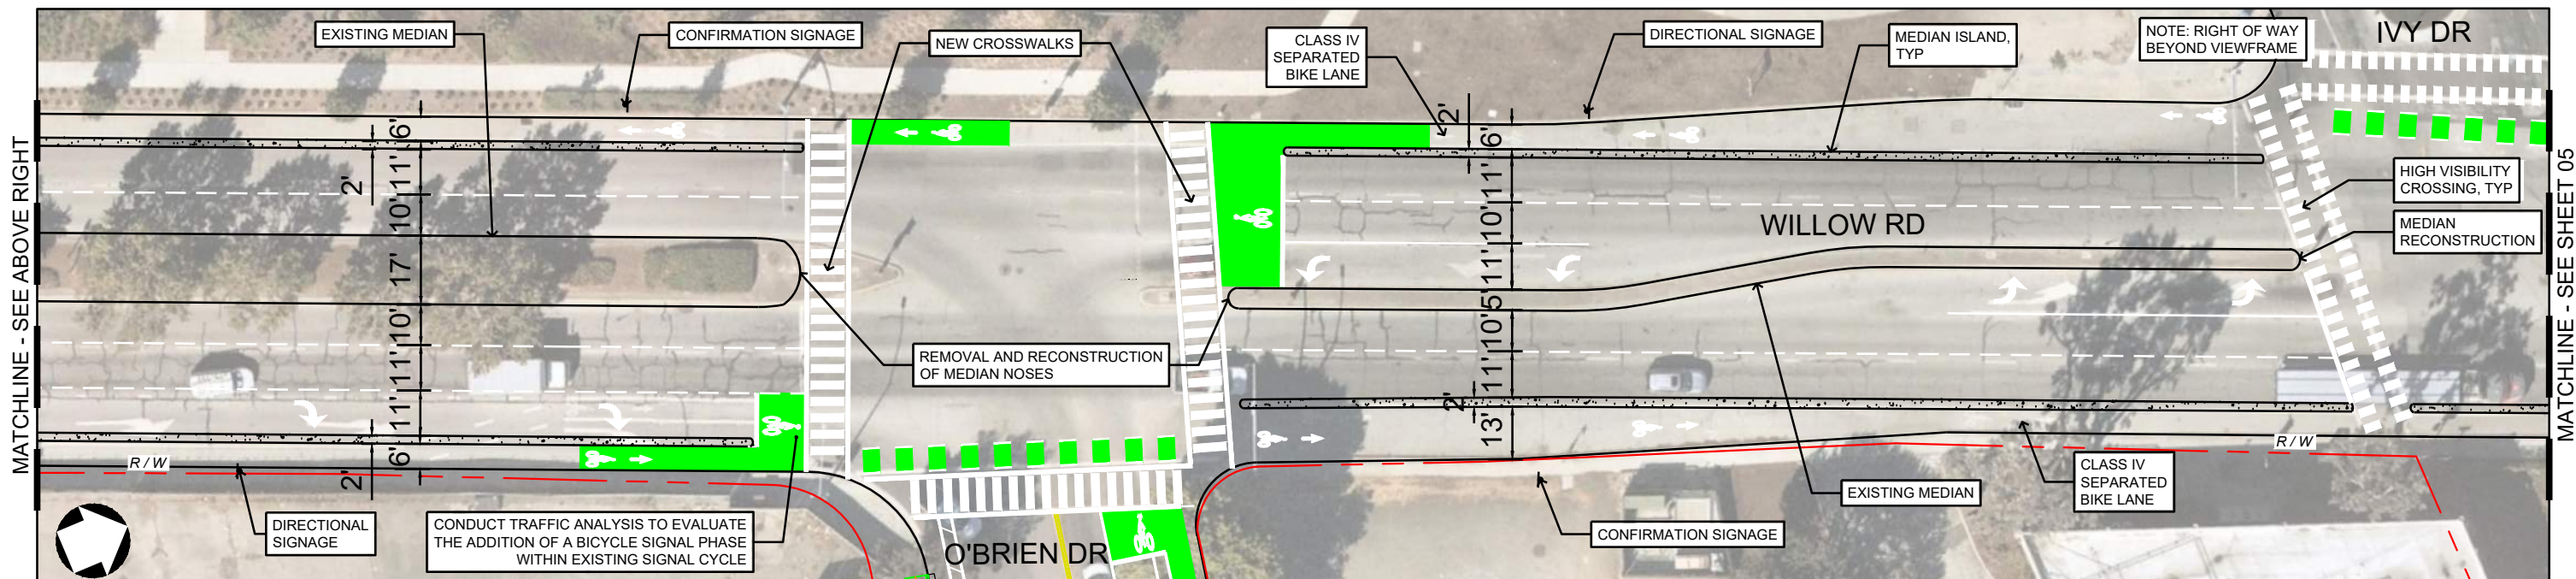 EXISTING MEDIAN
CONFIRMATION SIGNAGE
NEW CROSSWALKS
CLASS IV
SEPARATED
BIKE LANE
DIRECTIONAL SIGNAGE
MEDIAN ISLAND,
TYP
NOTE: RIGHT OF WAY
BEYOND VIEWFRAME
IVY DR
MATCHLINE - SEE ABOVE RIGHT
6'
2'
11'
10'
17'
10'
11'
11'
6'
2'
2'
6'
11'
10'
11'
5'
10'
11'
2'
13'
WILLOW RD
HIGH VISIBILITY
CROSSING, TYP
MEDIAN
RECONSTRUCTION
MATCHLINE - SEE SHEET 05
REMOVAL AND RECONSTRUCTION
OF MEDIAN NOSES
R / W
R / W
DIRECTIONAL
SIGNAGE
CONDUCT TRAFFIC ANALYSIS TO EVALUATE
THE ADDITION OF A BICYCLE SIGNAL PHASE
WITHIN EXISTING SIGNAL CYCLE
O'BRIEN DR
CONFIRMATION SIGNAGE
EXISTING MEDIAN
CLASS IV
SEPARATED
BIKE LANE